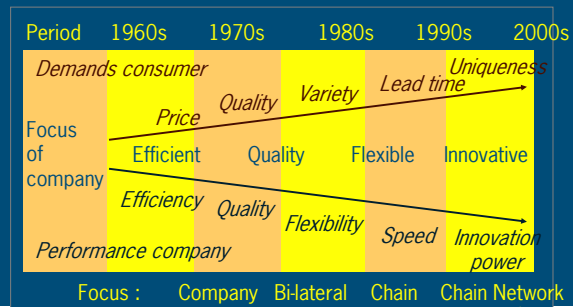 Period 1960s 1970s 1980s 1990s 2000s
Demands consumer
Price Quality Variety Lead time Uniqueness
Focus of company
Efficient Quality Flexible Innovative
Efficiency Quality Flexibility Speed Innovation power
Performance company
Focus : Company Bi-lateral Chain Chain Network